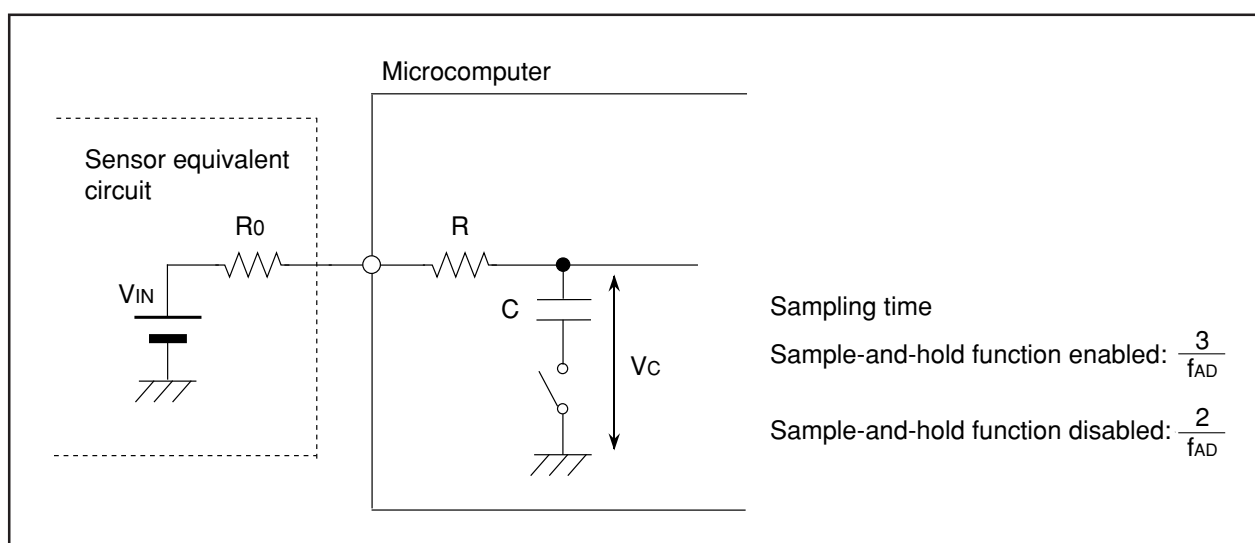 Microcomputer
Sensor equivalent
circuit
R0
R
VIN
C
VC
Sampling time
Sample-and-hold function enabled: 3/fAD
Sample-and-hold function disabled: 2/fAD